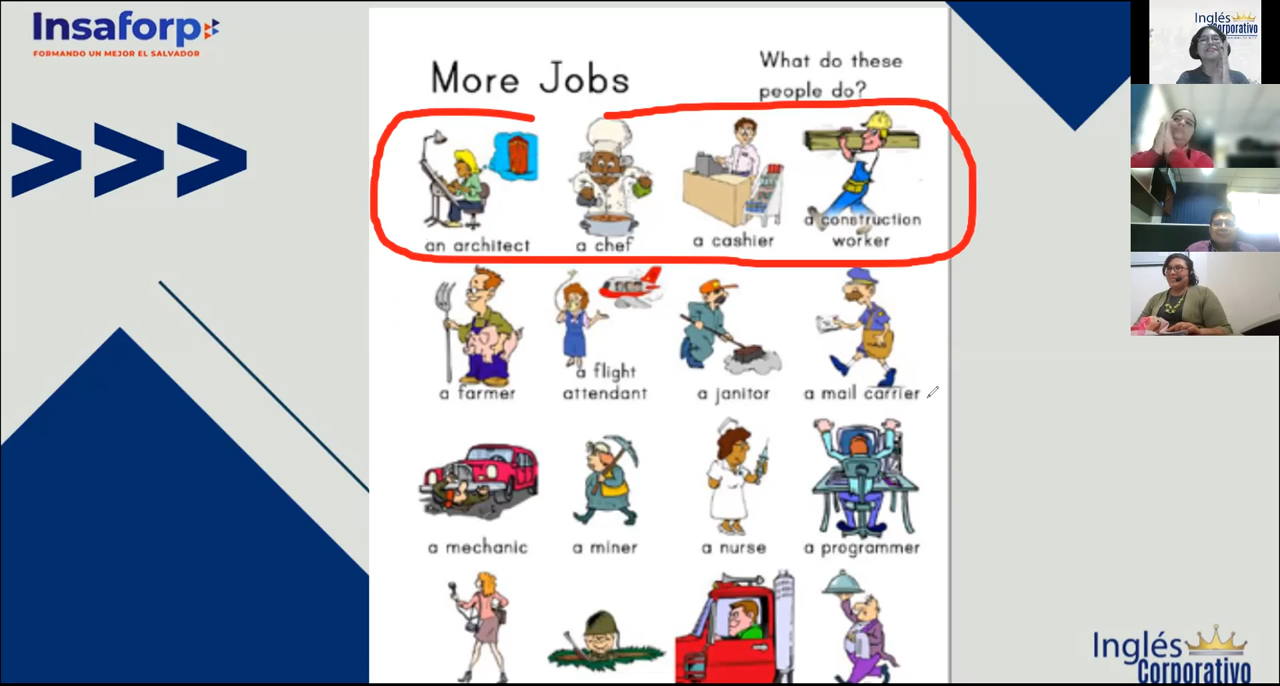 Insaforp
FORMANDO UN MEJOR EL SALVADOR
More Jobs
What do these
people do?
an architect
a chef
a cashier
a construction
worker
a farmer
a flight
attendant
a janitor
a mail carrier
a mechanic
a miner
a nurse
a programmer
Inglés
Corporativo
Inglés
Corporativo